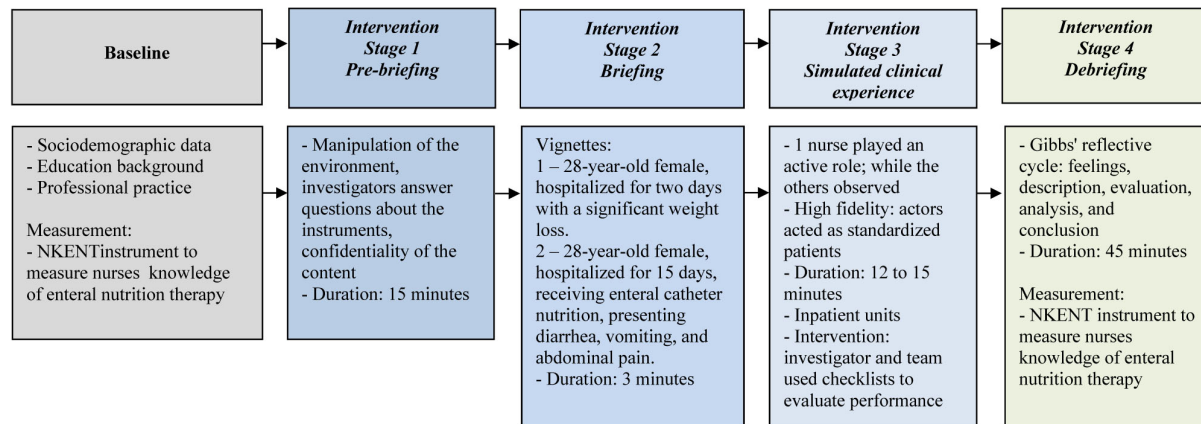 Baseline
Intervention
Stage 1
Pre-briefing
Intervention
Stage 2
Briefing
Intervention
Stage 3
Simulated clinical
experience
Intervention
Stage 4
Debriefing
- Sociodemographic data
- Education background
- Professional practice
Measurement:
- NKENTinstrument to
measure nurses knowledge
of enteral nutrition therapy
- Manipulation of the
environment,
investigators answer
questions about the
instruments,
confidentiality of the
content
- Duration: 15 minutes
Vignettes:
1 – 28-year-old female,
hospitalized for two days
with a significant weight
loss.
2 – 28-year-old female,
hospitalized for 15 days,
receiving enteral catheter
nutrition, presenting
diarrhea, vomiting, and
abdominal pain.
- Duration: 3 minutes
- 1 nurse played an
active role; while the
others observed
- High fidelity: actors
acted as standardized
patients
- Duration: 12 to 15
minutes
- Inpatient units
- Intervention:
investigator and team
used checklists to
evaluate performance
- Gibbs' reflective
cycle: feelings,
description, evaluation,
analysis, and
conclusion
- Duration: 45 minutes
Measurement:
- NKENT instrument to
measure nurses
knowledge of enteral
nutrition therapy